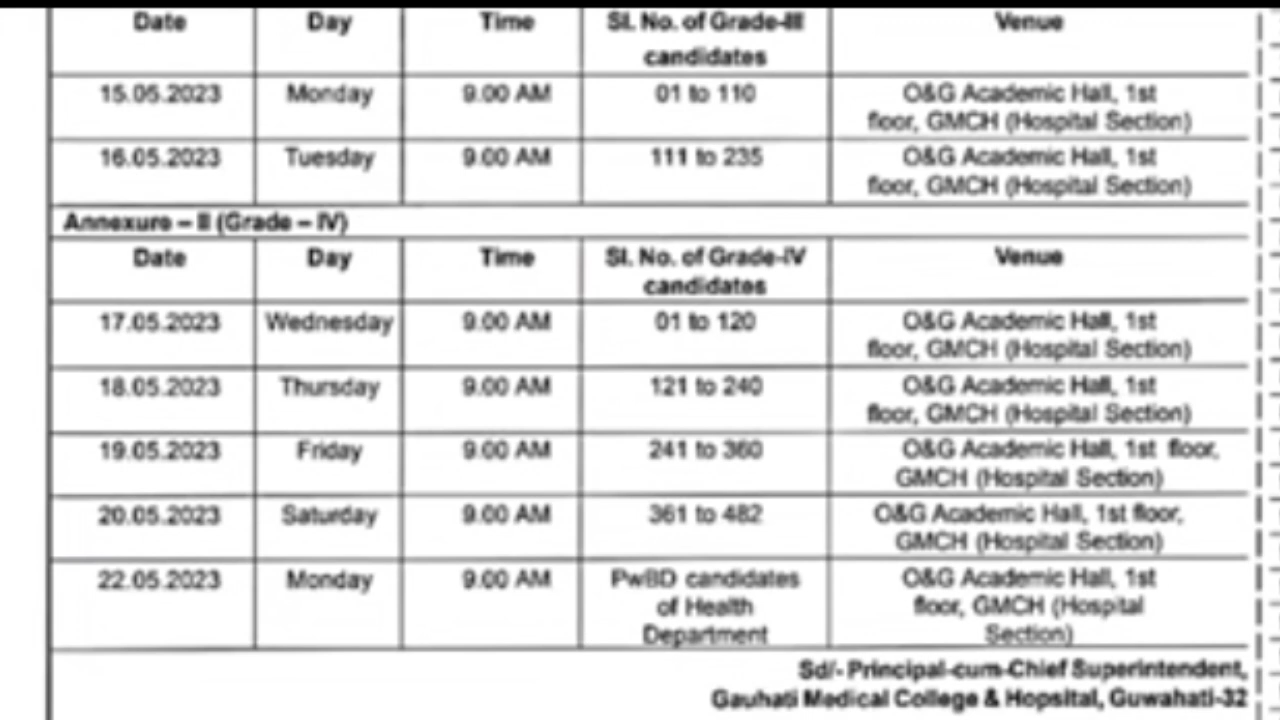 Date Day Time Sl. No. of Grade-III candidates Venue
15.05.2023 Monday 9.00 AM 01 to 110 O&G Academic Hall, 1st floor, GMCH (Hospital Section)
16.05.2023 Tuesday 9.00 AM 111 to 235 O&G Academic Hall, 1st floor, GMCH (Hospital Section)
Annexure – II (Grade – IV)
Date Day Time Sl. No. of Grade-IV candidates Venue
17.05.2023 Wednesday 9.00 AM 01 to 120 O&G Academic Hall, 1st floor, GMCH (Hospital Section)
18.05.2023 Thursday 9.00 AM 121 to 240 O&G Academic Hall, 1st floor, GMCH (Hospital Section)
19.05.2023 Friday 9.00 AM 241 to 360 O&G Academic Hall, 1st floor, GMCH (Hospital Section)
20.05.2023 Saturday 9.00 AM 361 to 482 O&G Academic Hall, 1st floor, GMCH (Hospital Section)
22.05.2023 Monday 9.00 AM PwBD candidates of Health Department O&G Academic Hall, 1st floor, GMCH (Hospital Section)
Sd/- Principal-cum-Chief Superintendent,
Gauhati Medical College & Hopsital, Guwahati-32